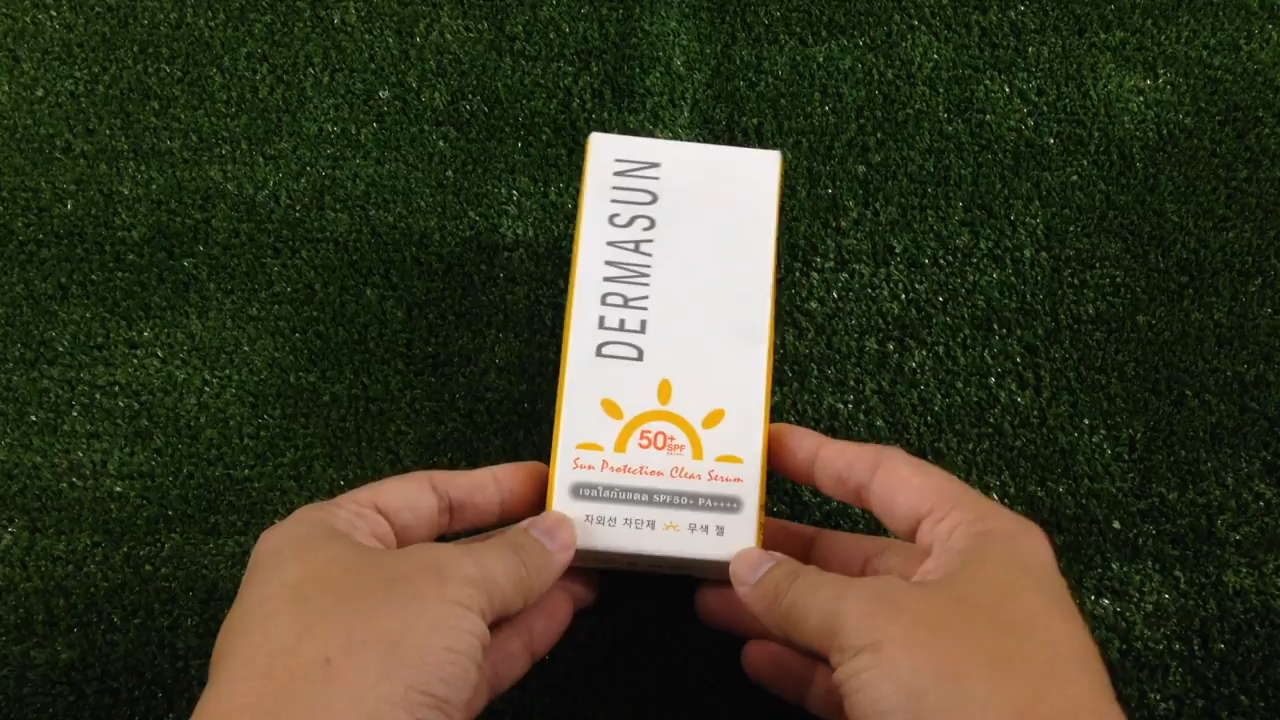 DERMASUN
50+
SPF
Sun Protection Clear Serum
เจลใสกันแดด SPF50+ PA++++
자외선 차단제 무색 젤